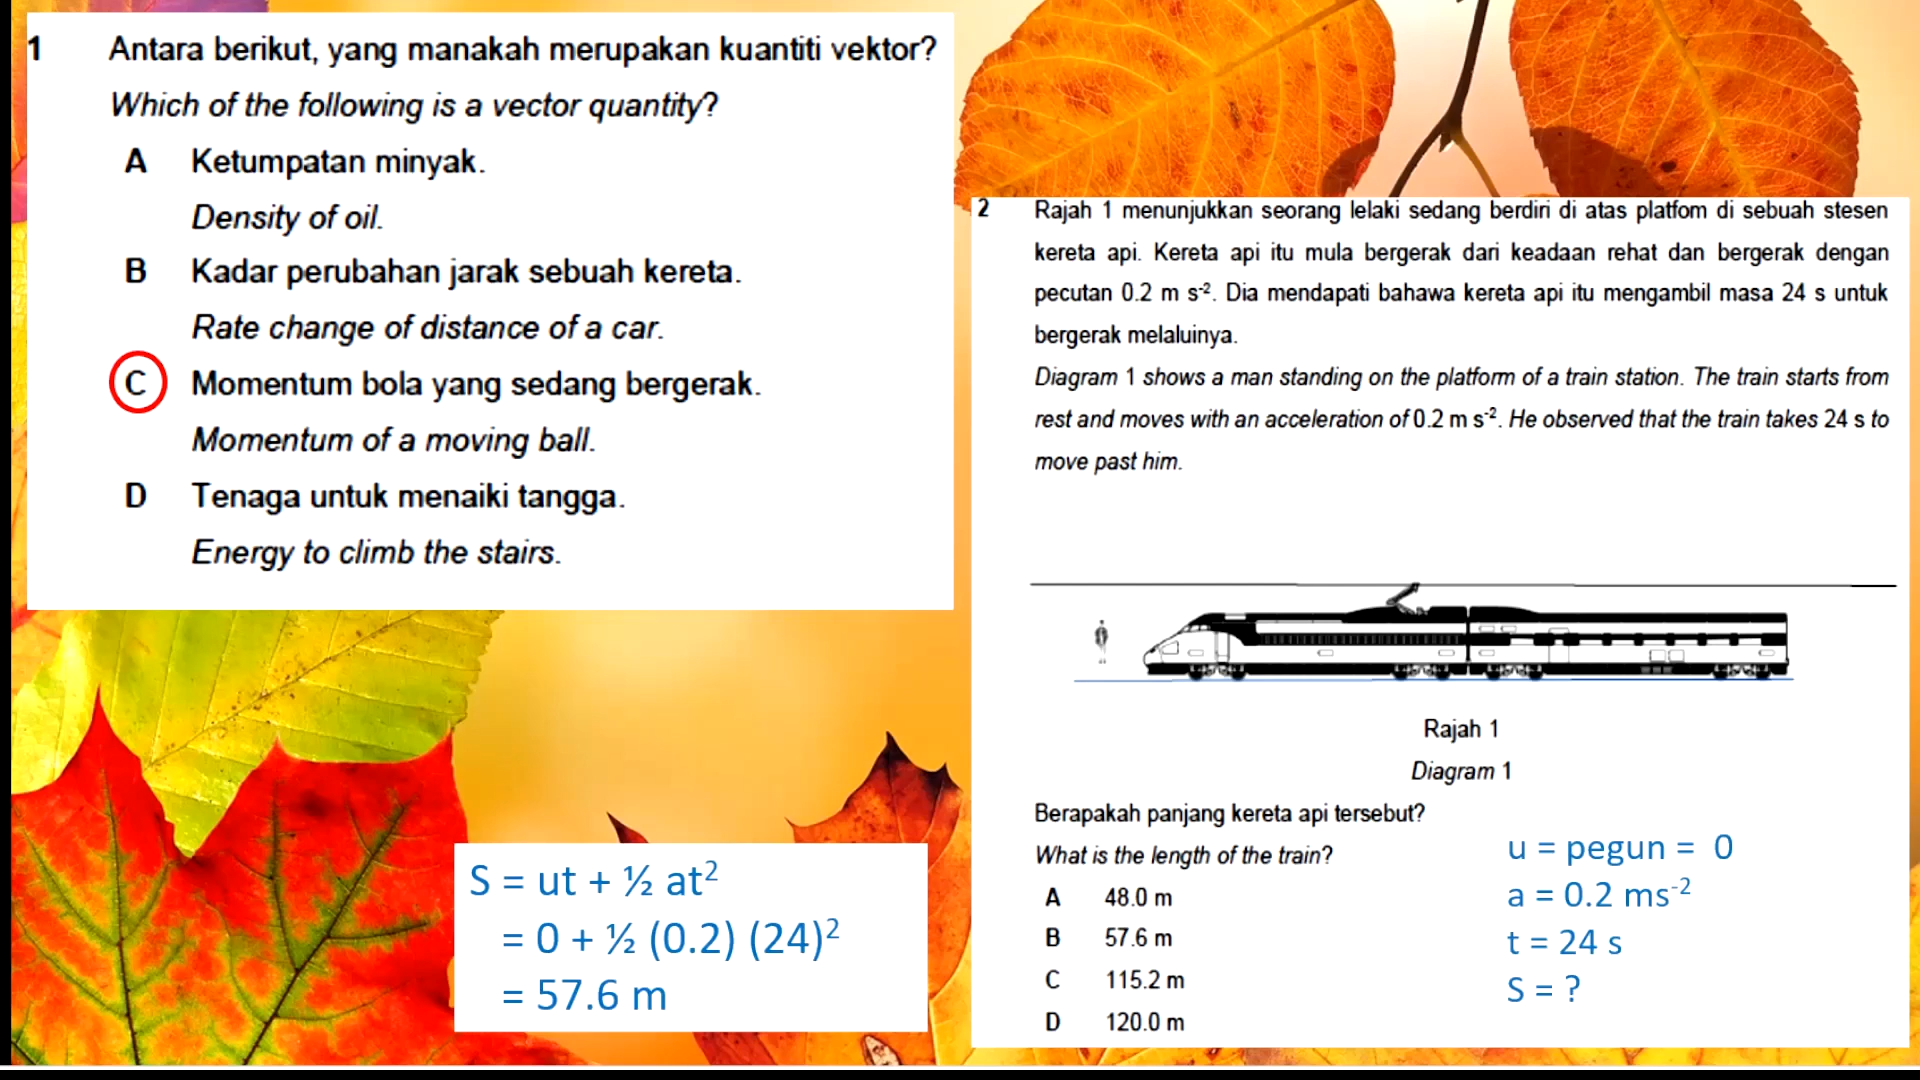 1 Antara berikut, yang manakah merupakan kuantiti vektor?
Which of the following is a vector quantity?
A Ketumpatan minyak.
Density of oil.
B Kadar perubahan jarak sebuah kereta.
Rate change of distance of a car.
C Momentum bola yang sedang bergerak.
Momentum of a moving ball.
D Tenaga untuk menaiki tangga.
Energy to climb the stairs.
2 Rajah 1 menunjukkan seorang lelaki sedang berdiri di atas platfom di sebuah stesen
kereta api. Kereta api itu mula bergerak dari keadaan rehat dan bergerak dengan
pecutan 0.2 m s⁻². Dia mendapati bahawa kereta api itu mengambil masa 24 s untuk
bergerak melaluinya.
Diagram 1 shows a man standing on the platform of a train station. The train starts from
rest and moves with an acceleration of 0.2 m s⁻². He observed that the train takes 24 s to
move past him.
Rajah 1
Diagram 1
Berapakah panjang kereta api tersebut?
What is the length of the train?
A 48.0 m
B 57.6 m
C 115.2 m
D 120.0 m
u = pegun = 0
a = 0.2 ms⁻²
t = 24 s
S = ?
S = ut + ½ at²
= 0 + ½ (0.2) (24)²
= 57.6 m